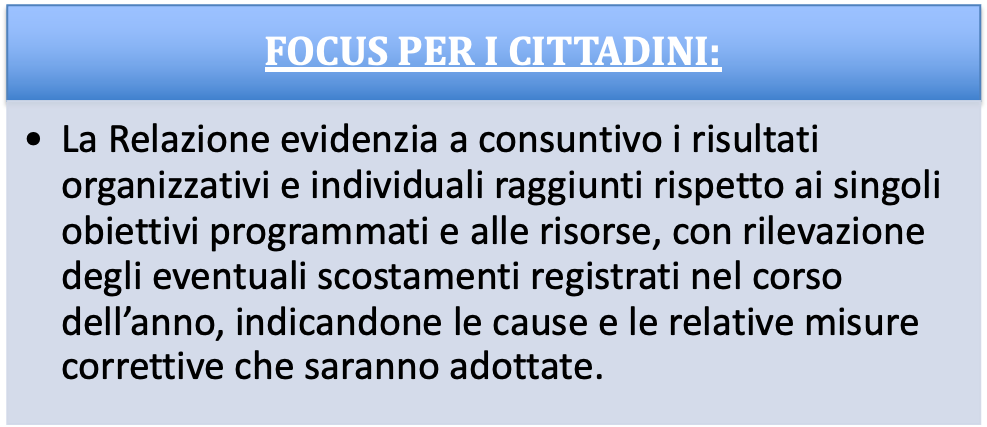 FOCUS PER I CITTADINI:
• La Relazione evidenzia a consuntivo i risultati
organizzativi e individuali raggiunti rispetto ai singoli
obiettivi programmati e alle risorse, con rilevazione
degli eventuali scostamenti registrati nel corso
dell’anno, indicandone le cause e le relative misure
correttive che saranno adottate.